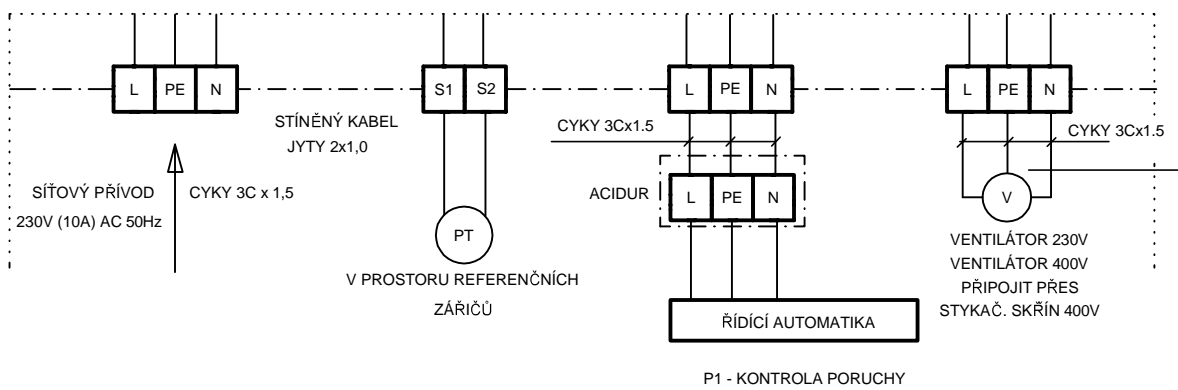 L PE N
S1 S2
L PE N
L PE N
STÍNĚNÝ KABEL
JYTY 2x1,0
CYKY 3Cx1.5
CYKY 3Cx1.5
SÍŤOVÝ PŘÍVOD
230V (10A) AC 50Hz
CYKY 3C x 1,5
ACIDUR
L PE N
PT
V
V PROSTORU REFERENČNÍCH
ZÁŘIČŮ
VENTILÁTOR 230V
VENTILÁTOR 400V
PŘIPOJIT PŘES
STYKAČ. SKŘÍN 400V
ŘÍDÍCÍ AUTOMATIKA
P1 - KONTROLA PORUCHY